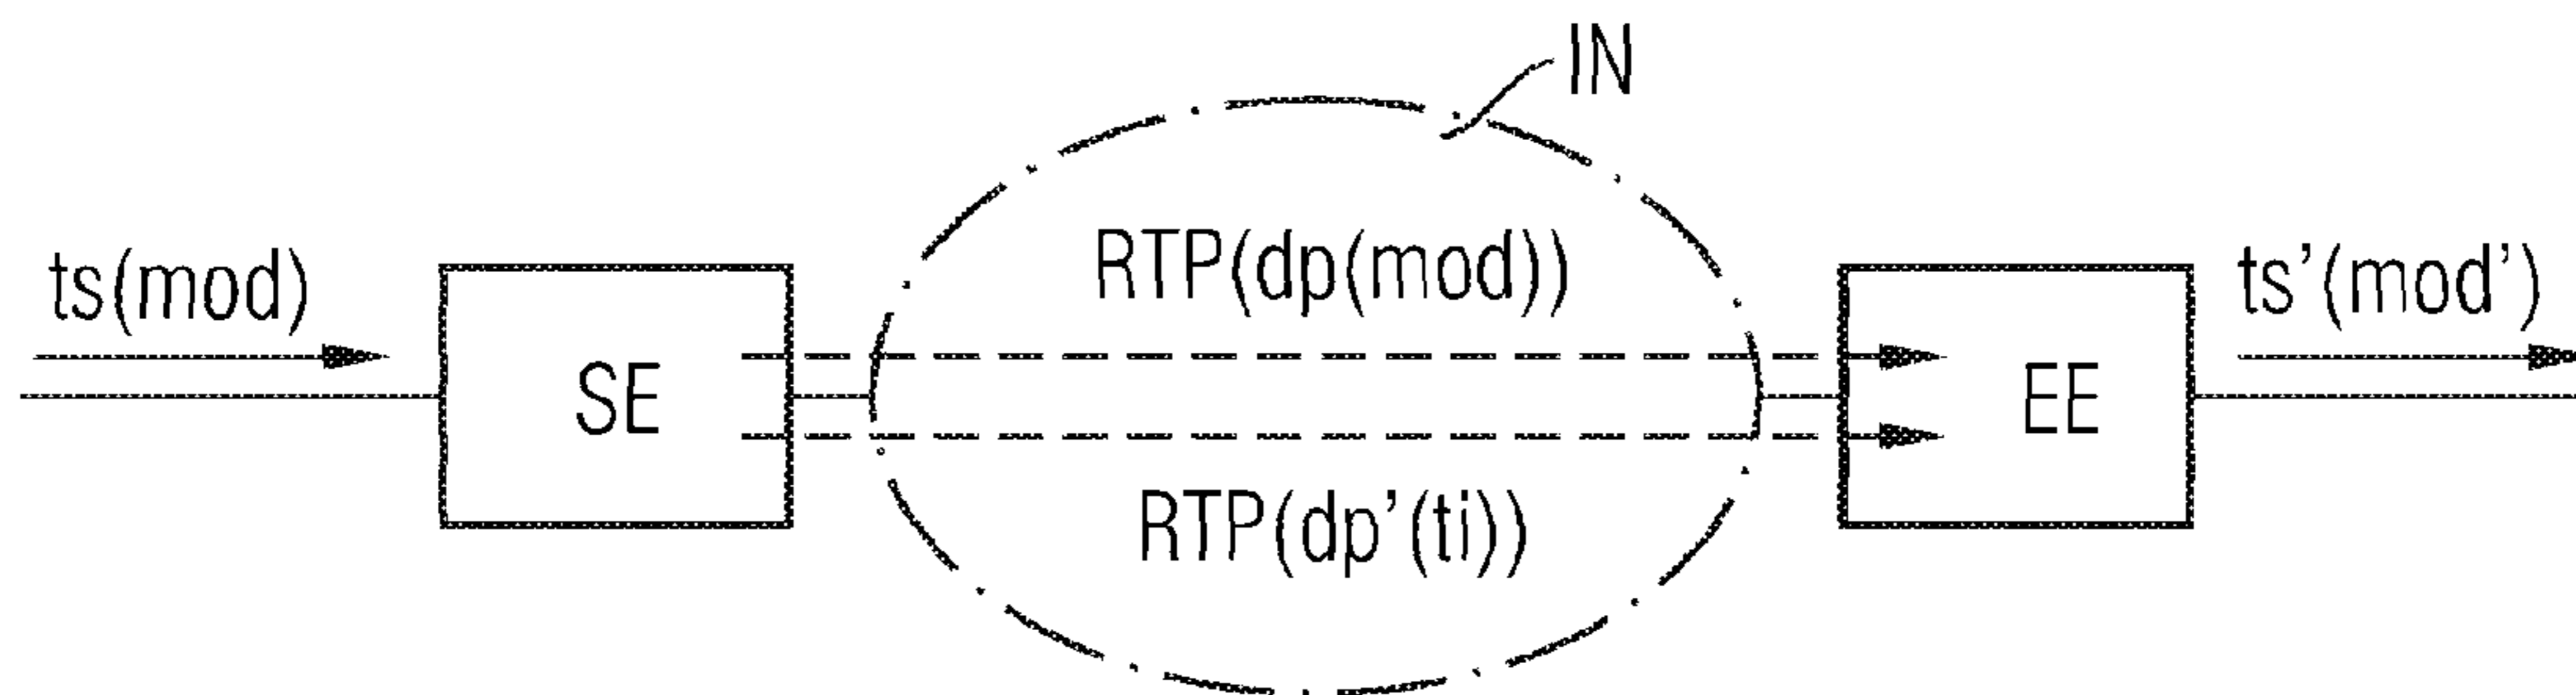 IN
RTP(dp(mod))
ts(mod)
ts’(mod’)
SE
EE
RTP(dp’(ti))